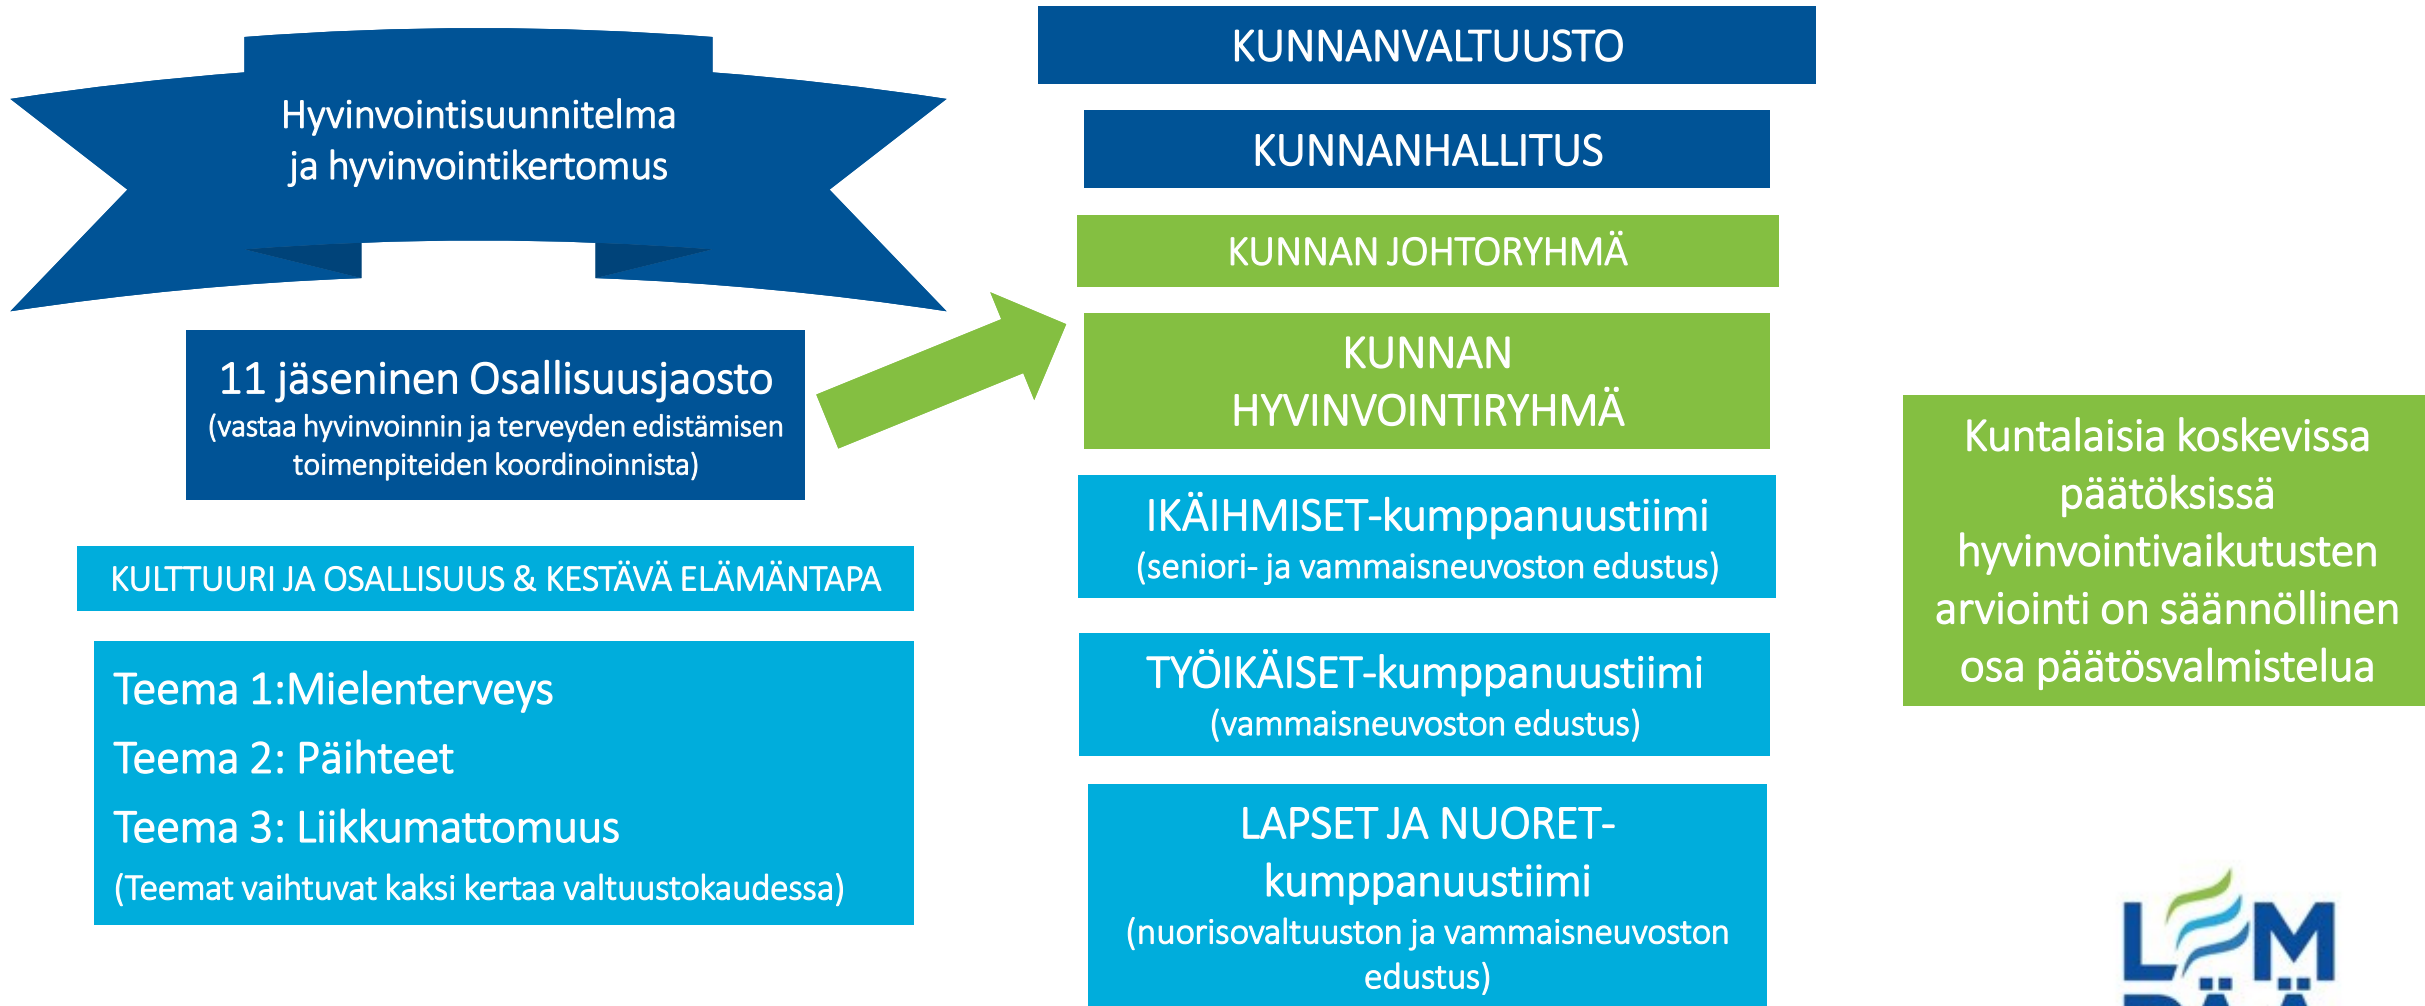 Hyvinvointisuunnitelma
ja hyvinvointikertomus
11 jäseninen Osallisuusjaosto
(vastaa hyvinvoinnin ja terveyden edistämisen
toimenpiteiden koordinoinnista)
KULTTUURI JA OSALLISUUS & KESTÄVÄ ELÄMÄNTAPA
Teema 1:Mielenterveys
Teema 2: Päihteet
Teema 3: Liikkumattomuus
(Teemat vaihtuvat kaksi kertaa valtuustokaudessa)
KUNNANVALTUUSTO
KUNNANHALLITUS
KUNNAN JOHTORYHMÄ
KUNNAN
HYVINVOINTIRYHMÄ
IKÄIHMISET-kumppanuustiimi
(seniori- ja vammaisneuvoston edustus)
TYÖIKÄISET-kumppanuustiimi
(vammaisneuvoston edustus)
LAPSET JA NUORET-
kumppanuustiimi
(nuorisovaltuuston ja vammaisneuvoston
edustus)
Kuntalaisia koskevissa
päätöksissä
hyvinvointivaikutusten
arviointi on säännöllinen
osa päätösvalmistelua
LEM
PÄÄ